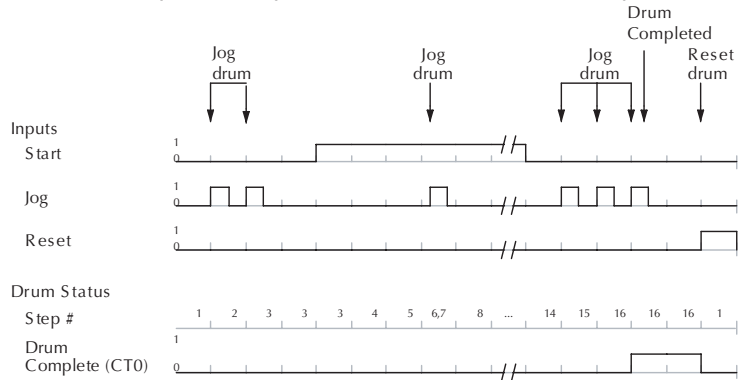 Drum
Completed
Jog
drum
Jog
drum
Jog
drum
Reset
drum
Inputs
Start
1
0
Jog
1
0
Reset
1
0
Drum Status
Step #
1 2 3 3 3 4 5 6,7 8 ... 14 15 16 16 16 1
Drum
Complete (CT0)
1
0